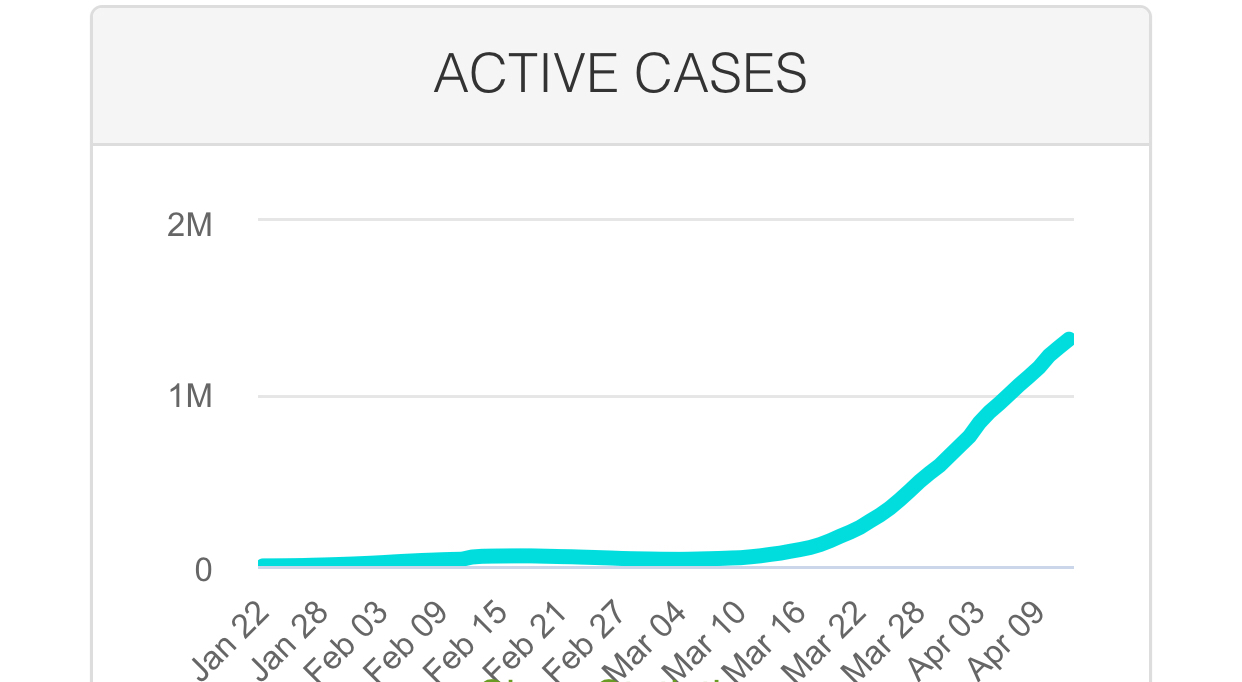 ACTIVE CASES
2M
1M
0
Jan 22
Jan 28
Feb 03
Feb 09
Feb 15
Feb 21
Feb 27
Mar 04
Mar 10
Mar 16
Mar 22
Mar 28
Apr 03
Apr 09